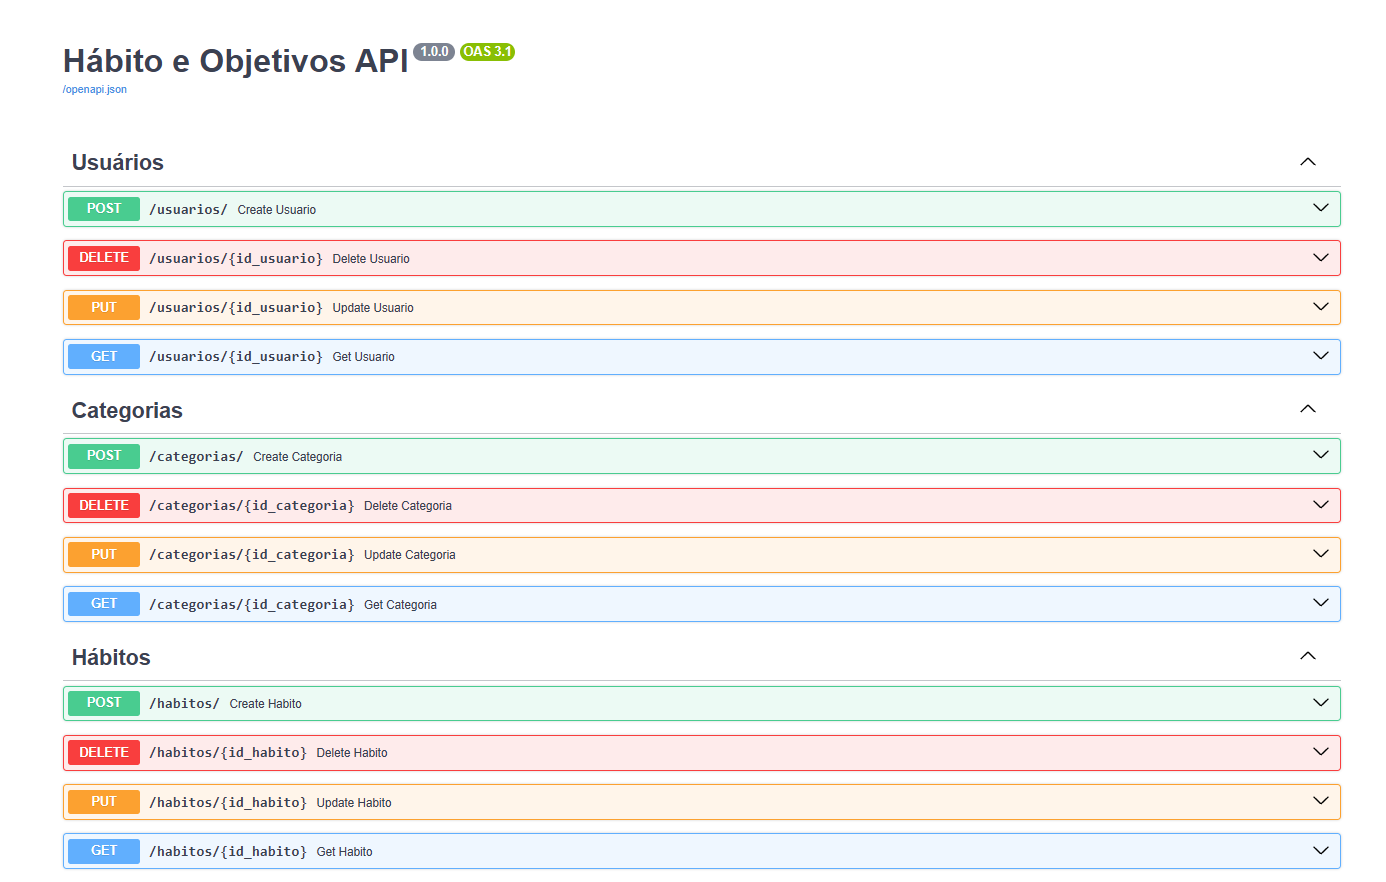 Hábito e Objetivos API 1.0.0 OAS 3.1
/openapi.json
Usuários
POST /usuarios/ Create Usuario
DELETE /usuarios/{id_usuario} Delete Usuario
PUT /usuarios/{id_usuario} Update Usuario
GET /usuarios/{id_usuario} Get Usuario
Categorias
POST /categorias/ Create Categoria
DELETE /categorias/{id_categoria} Delete Categoria
PUT /categorias/{id_categoria} Update Categoria
GET /categorias/{id_categoria} Get Categoria
Hábitos
POST /habitos/ Create Habito
DELETE /habitos/{id_habito} Delete Habito
PUT /habitos/{id_habito} Update Habito
GET /habitos/{id_habito} Get Habito